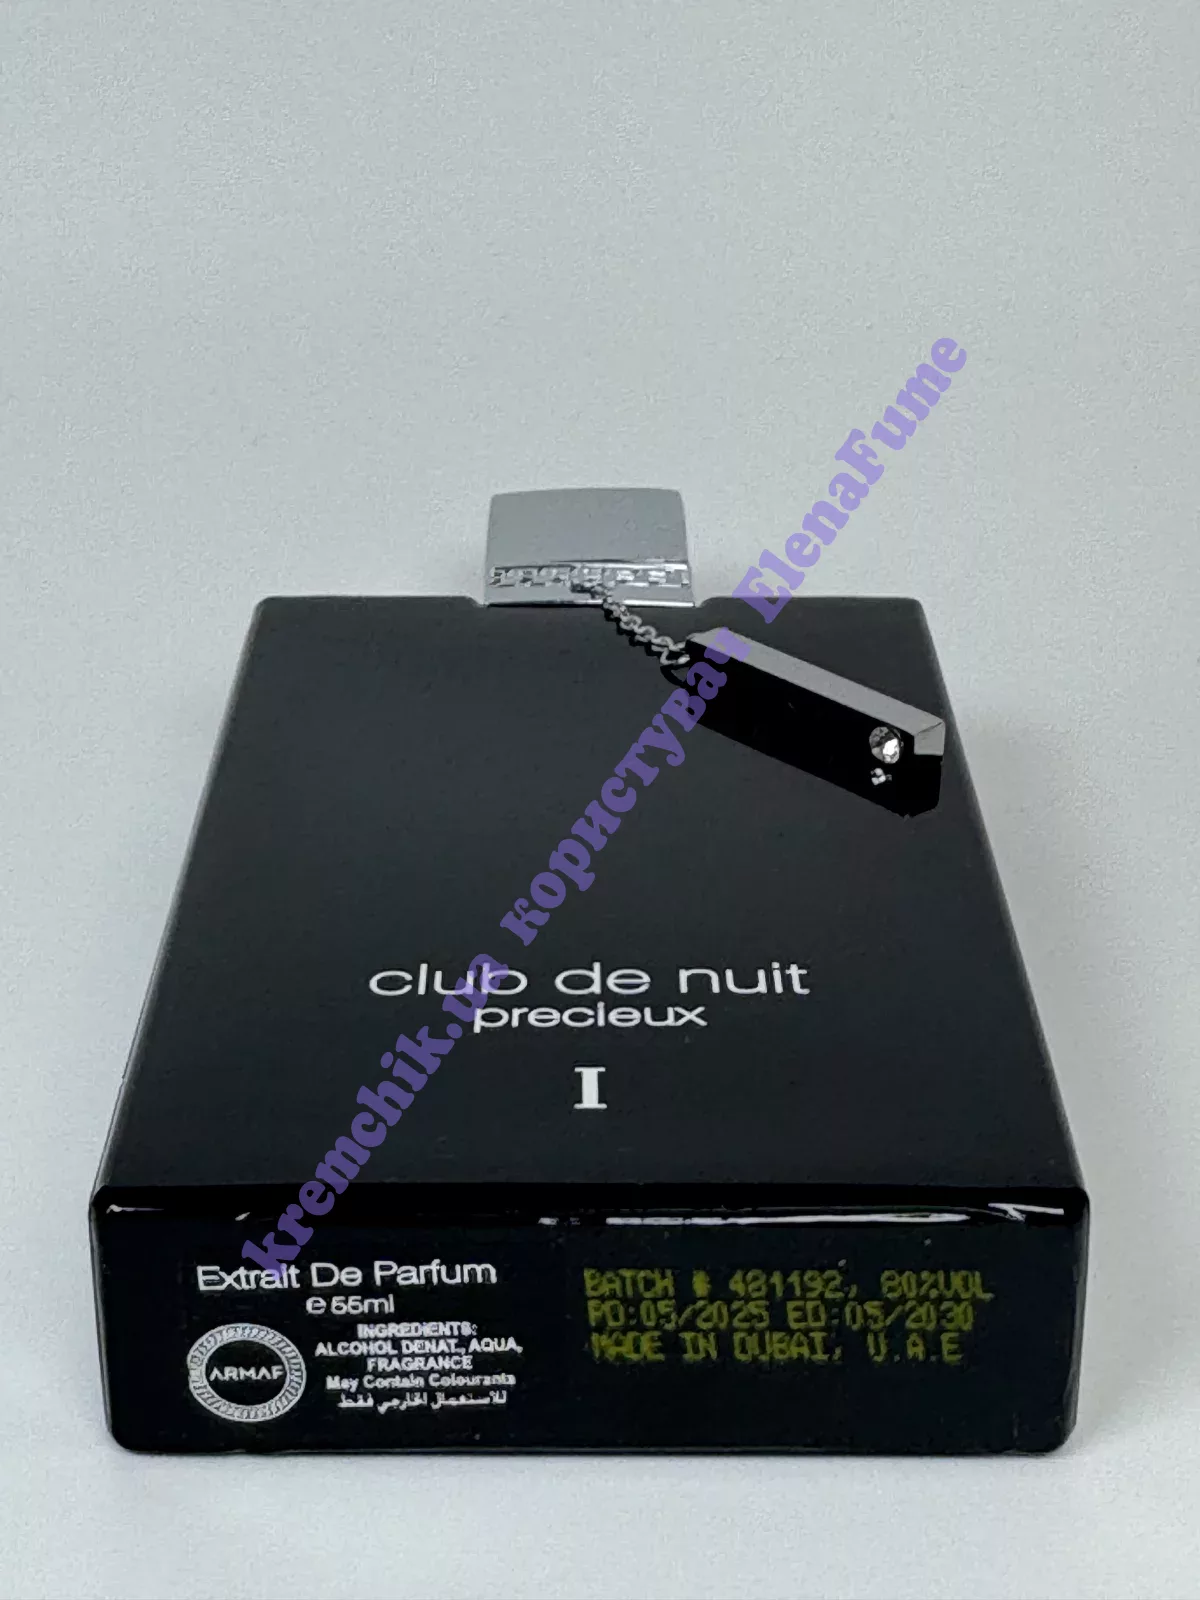 club de nuit
precieux
I
Extrait De Parfum
e 55ml
ARMAF
INGREDIENTS:
ALCOHOL DENAT., AQUA,
FRAGRANCE
May Contain Colourants
للاستعمال الخارجي فقط
BATCH # 481192, 80%VOL
PD:05/2025 ED:05/2030
MADE IN DUBAI, U.A.E
kremchik.ua користувач ElenaFume